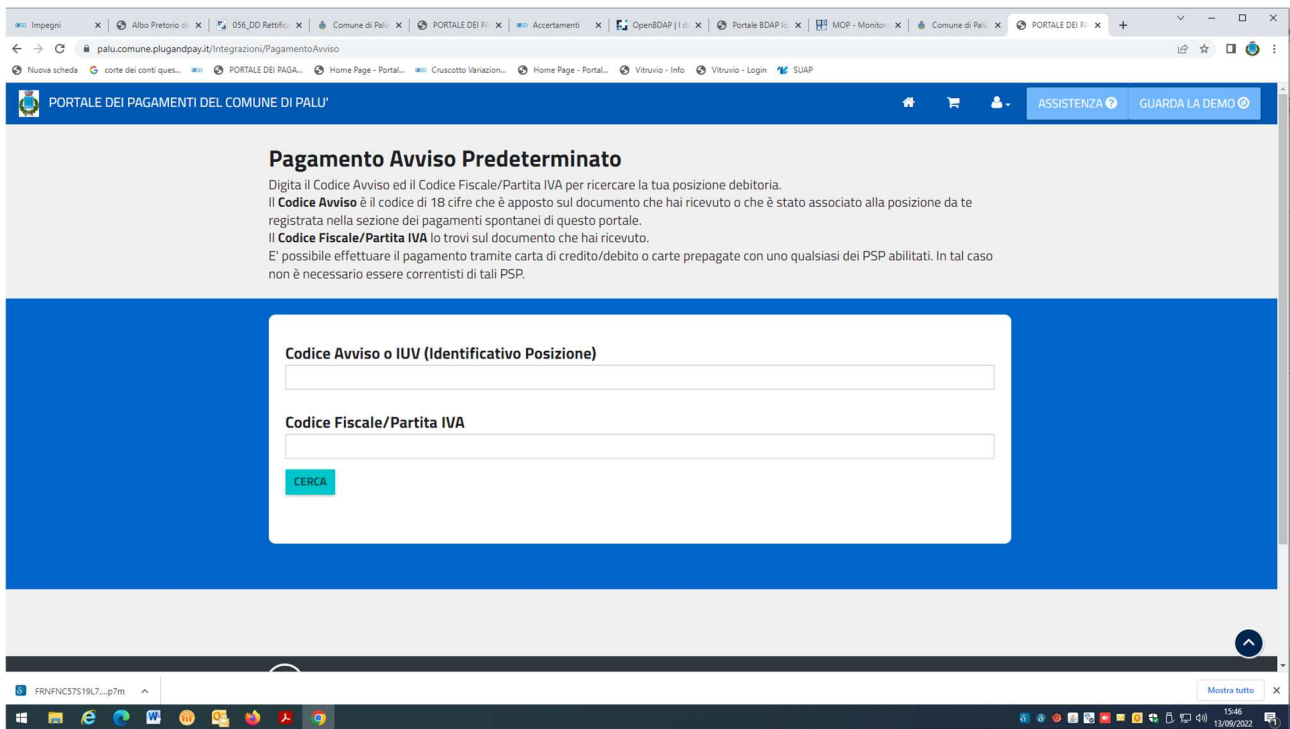 Impegni
Albo Pretorio d
056_DD Rettific
Comune di Palù
PORTALE DEI PA
Accertamenti
OpenBDAP | I d
Portale BDAP
MOP - Monitor
Comune di Palù
PORTALE DEI PA
palu.comune.plugandpay.it/Integrazioni/PagamentoAvviso
Nuova scheda
corte dei conti ques...
PORTALE DEI PAGA...
Home Page - Portal...
Cruscotto Variazion...
Home Page - Portal...
Vitruvio - Info
Vitruvio - Login
SUAP
PORTALE DEI PAGAMENTI DEL COMUNE DI PALU'
ASSISTENZA
GUARDA LA DEMO
Pagamento Avviso Predeterminato
Digita il Codice Avviso ed il Codice Fiscale/Partita IVA per ricercare la tua posizione debitoria.
Il Codice Avviso è il codice di 18 cifre che è apposto sul documento che hai ricevuto o che è stato associato alla posizione da te
registrata nella sezione dei pagamenti spontanei di questo portale.
Il Codice Fiscale/Partita IVA lo trovi sul documento che hai ricevuto.
E' possibile effettuare il pagamento tramite carta di credito/debito o carte prepagate con uno qualsiasi dei PSP abilitati. In tal caso
non è necessario essere correntisti di tali PSP.
Codice Avviso o IUV (Identificativo Posizione)
Codice Fiscale/Partita IVA
CERCA
FRNFNC57S19L7....p7m
Mostra tutto
15:46
13/09/2022